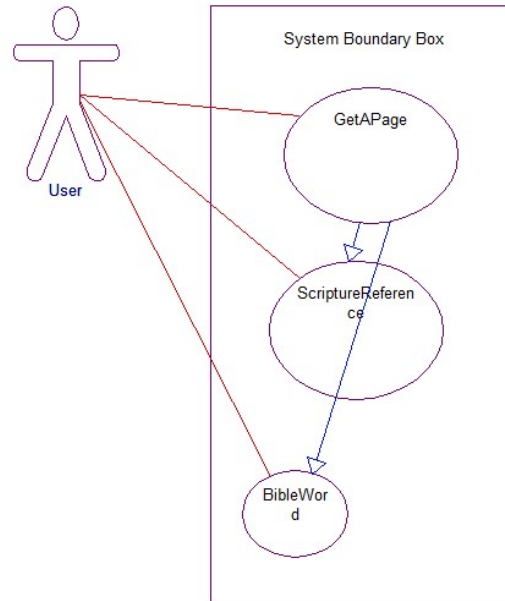 System Boundary Box
GetAPage
User
ScriptureReferen
ce
BibleWor
d